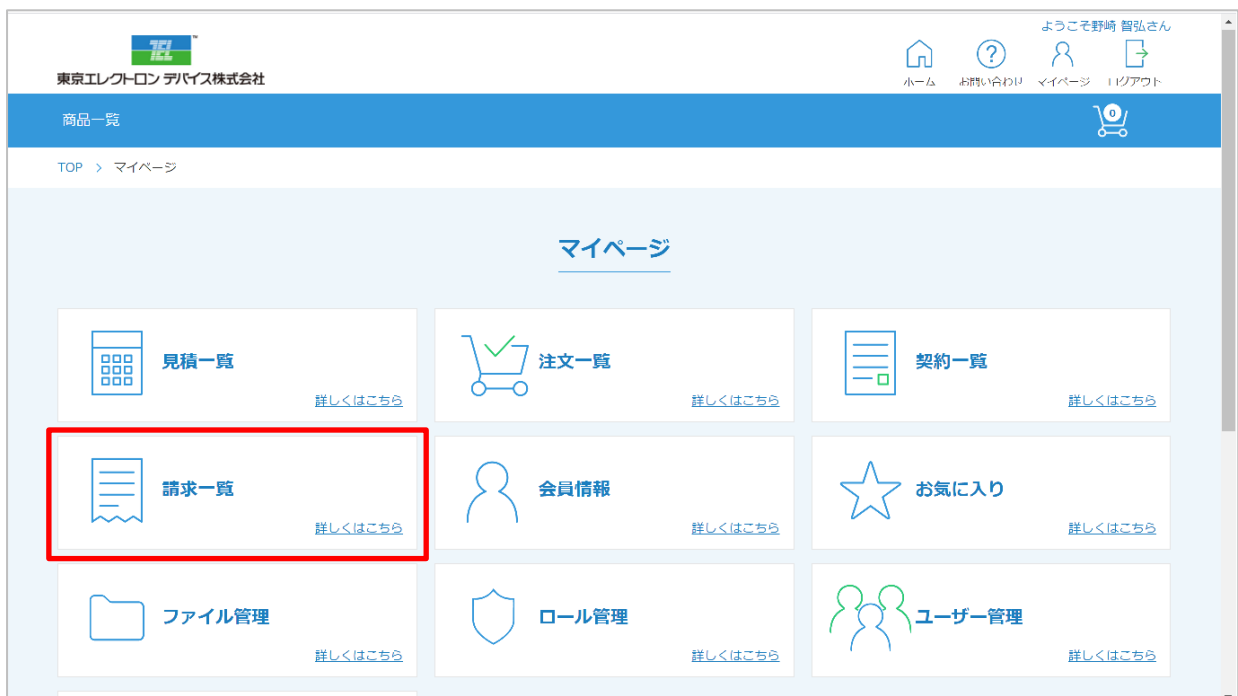 ようこそ野崎 智弘さん
TEL™
東京エレクトロン デバイス株式会社
ホーム お問い合わせ マイページ ログアウト
商品一覧
0
TOP > マイページ
マイページ
見積一覧
詳しくはこちら
注文一覧
詳しくはこちら
契約一覧
詳しくはこちら
請求一覧
詳しくはこちら
会員情報
詳しくはこちら
お気に入り
詳しくはこちら
ファイル管理
詳しくはこちら
ロール管理
詳しくはこちら
ユーザー管理
詳しくはこちら